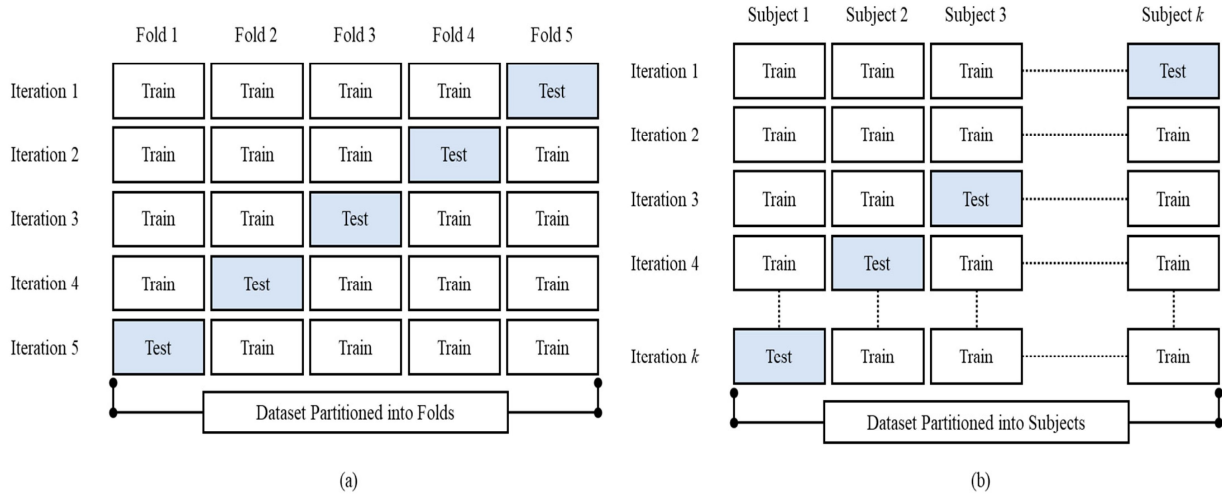 Fold 1 Fold 2 Fold 3 Fold 4 Fold 5
Iteration 1 Train Train Train Train Test
Iteration 2 Train Train Train Test Train
Iteration 3 Train Train Test Train Train
Iteration 4 Train Test Train Train Train
Iteration 5 Test Train Train Train Train
Dataset Partitioned into Folds
(a)
Subject 1 Subject 2 Subject 3 Subject k
Iteration 1 Train Train Train Test
Iteration 2 Train Train Train Train
Iteration 3 Train Train Test Train
Iteration 4 Train Test Train Train
Iteration k Test Train Train Train
Dataset Partitioned into Subjects
(b)